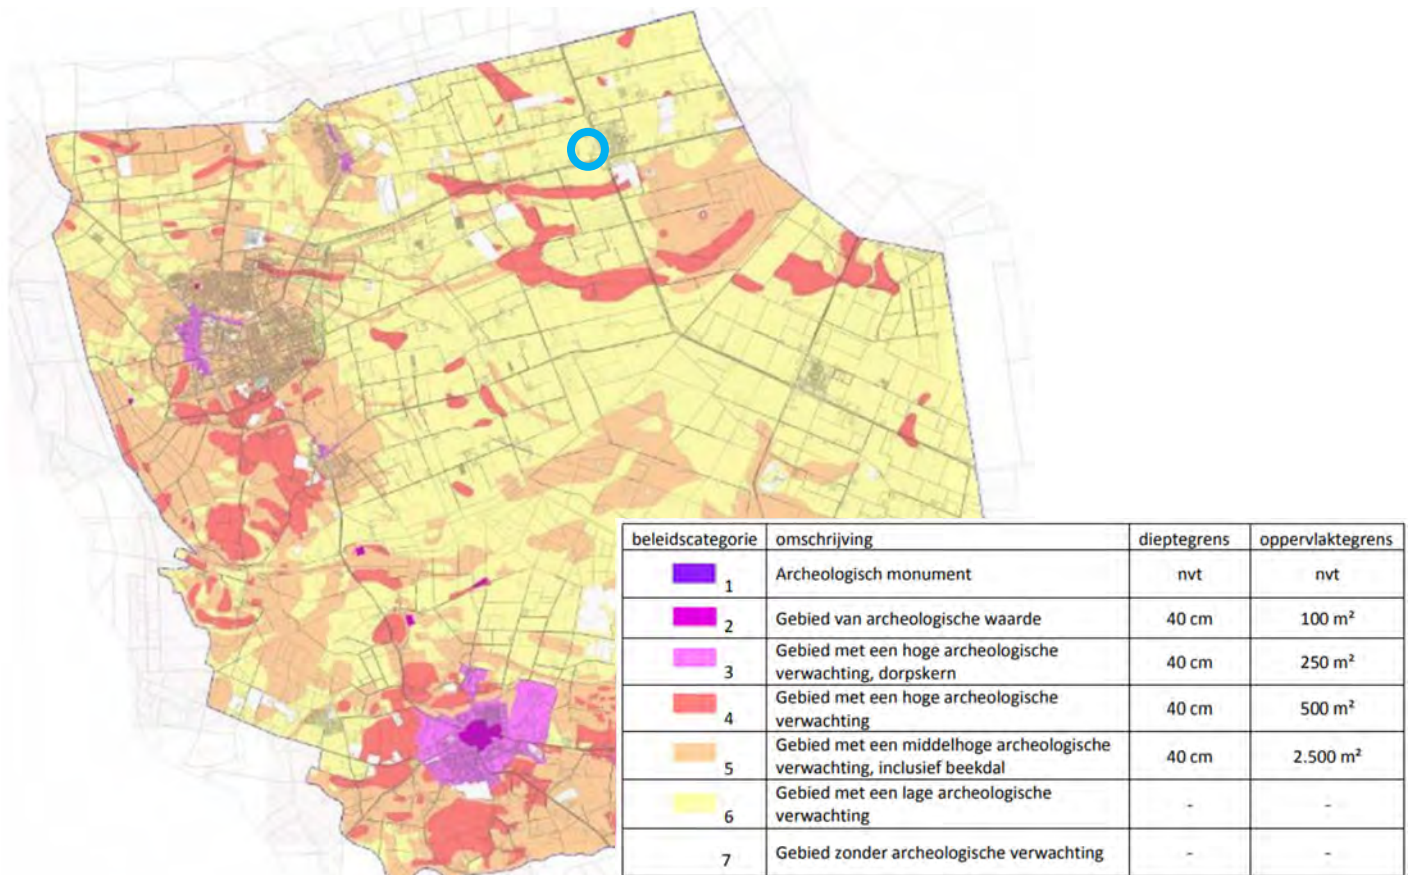 beleidscategorie omschrijving dieptegrens oppervlaktegrens
1 Archeologisch monument nvt nvt
2 Gebied van archeologische waarde 40 cm 100 m²
Gebied met een hoge archeologische
3 verwachting, dorpskern 40 cm 250 m²
Gebied met een hoge archeologische
4 verwachting 40 cm 500 m²
Gebied met een middelhoge archeologische
5 verwachting, inclusief beekdal 40 cm 2.500 m²
Gebied met een lage archeologische
6 verwachting - -
7 Gebied zonder archeologische verwachting - -